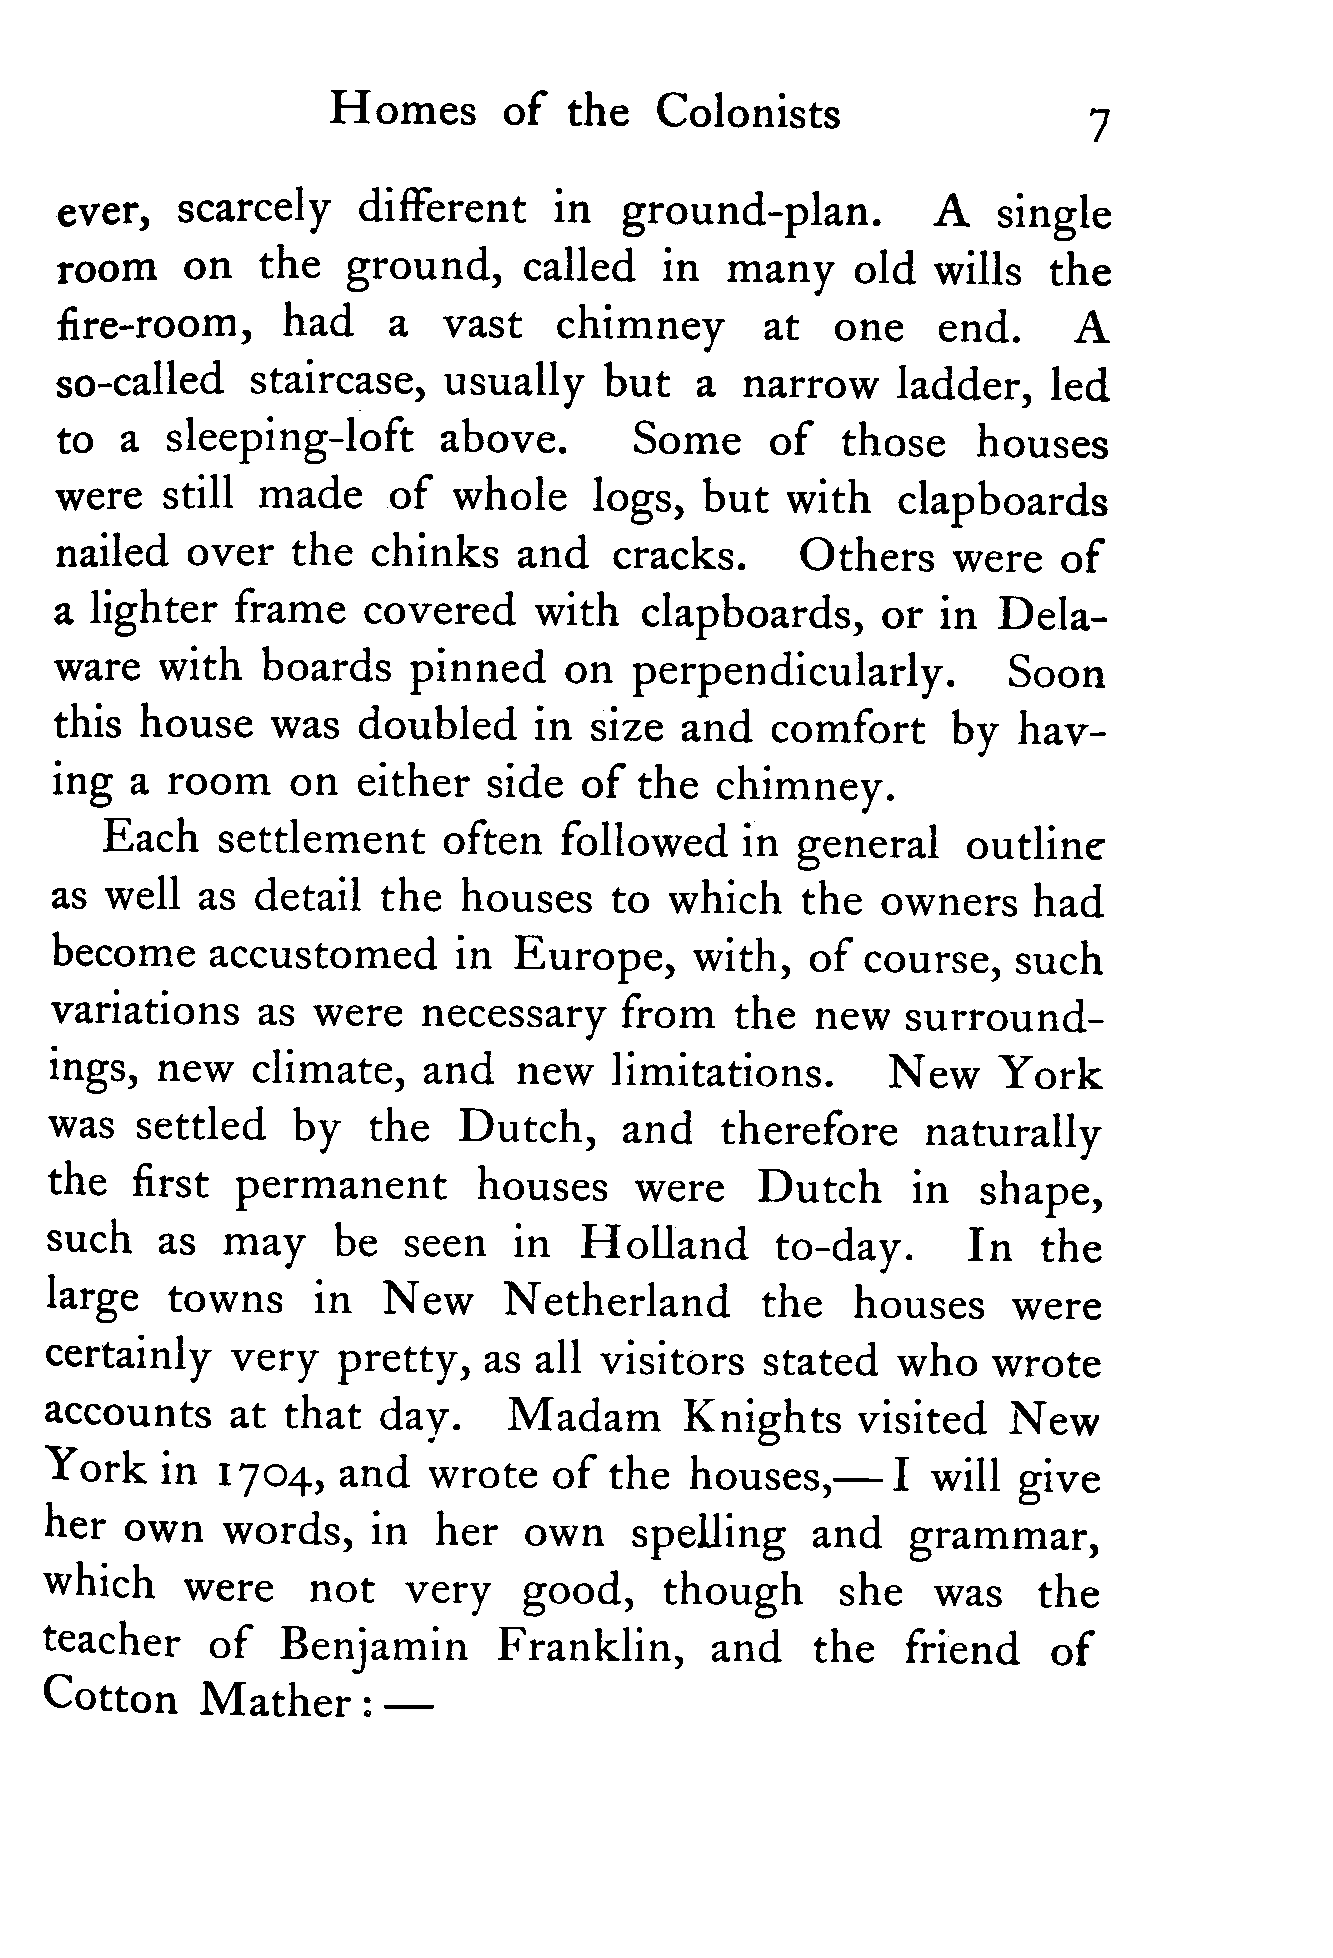 Homes of the Colonists 7
ever, scarcely different in ground-plan. A single
room on the ground, called in many old wills the
fire-room, had a vast chimney at one end. A
so-called staircase, usually but a narrow ladder, led
to a sleeping-loft above. Some of those houses
were still made of whole logs, but with clapboards
nailed over the chinks and cracks. Others were of
a lighter frame covered with clapboards, or in Dela-
ware with boards pinned on perpendicularly. Soon
this house was doubled in size and comfort by hav-
ing a room on either side of the chimney.
Each settlement often followed in general outline
as well as detail the houses to which the owners had
become accustomed in Europe, with, of course, such
variations as were necessary from the new surround-
ings, new climate, and new limitations. New York
was settled by the Dutch, and therefore naturally
the first permanent houses were Dutch in shape,
such as may be seen in Holland to-day. In the
large towns in New Netherland the houses were
certainly very pretty, as all visitors stated who wrote
accounts at that day. Madam Knights visited New
York in 1704, and wrote of the houses,— I will give
her own words, in her own spelling and grammar,
which were not very good, though she was the
teacher of Benjamin Franklin, and the friend of
Cotton Mather : —